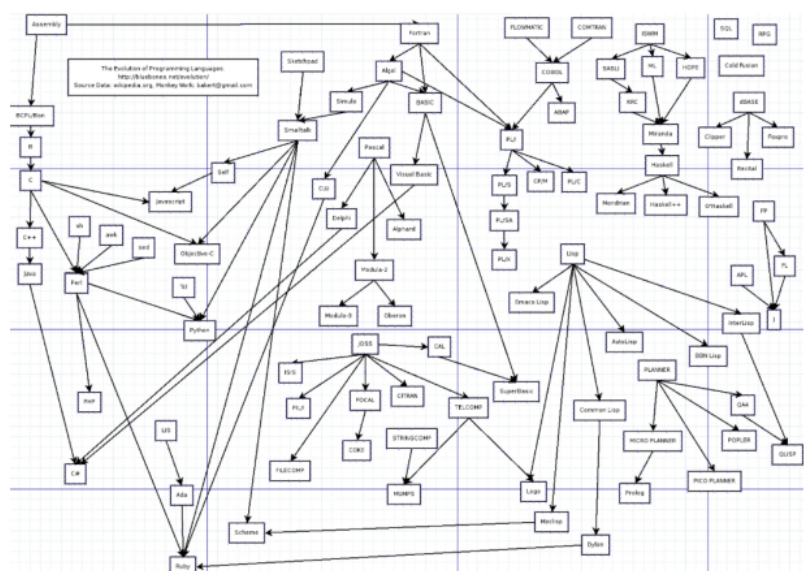 Assembly
Fortran
FLOWMATIC
COMTRAN
ISWIM
SQL
RPG
The Evolution of Programming Languages
http://bluebones.net/evolution/
Source Data: wikipedia.org, Monkey Work: bakert@gmail.com
Sketchpad
Algol
COBOL
SASL
ML
HOPE
Cold Fusion
Simula
BASIC
ABAP
KRC
dBASE
BCPL/Bon
Smalltalk
PL/I
Miranda
Clipper
Foxpro
B
Pascal
Haskell
Recital
C
Self
CLU
Visual Basic
PL/S
CP/M
PL/C
Javascript
Mondrian
Haskell++
O'Haskell
sh
awk
sed
Delphi
Alphard
PL/SA
FP
C++
Objective-C
Java
Perl
Modula-2
PL/X
Lisp
APL
FL
Tcl
Emacs Lisp
Python
Modula-3
Oberon
J
InterLisp
JOSS
CAL
AutoLisp
BBN Lisp
ISIS
PLANNER
PHP
FIL/I
FOCAL
CITRAN
SuperBasic
TELCOMP
Common Lisp
QA4
LIS
STRINGCOMP
MICRO PLANNER
POPLER
QLISP
C#
FILECOMP
COKE
Ada
MUMPS
Logo
Prolog
PICO PLANNER
Scheme
Maclisp
Dylan
Ruby